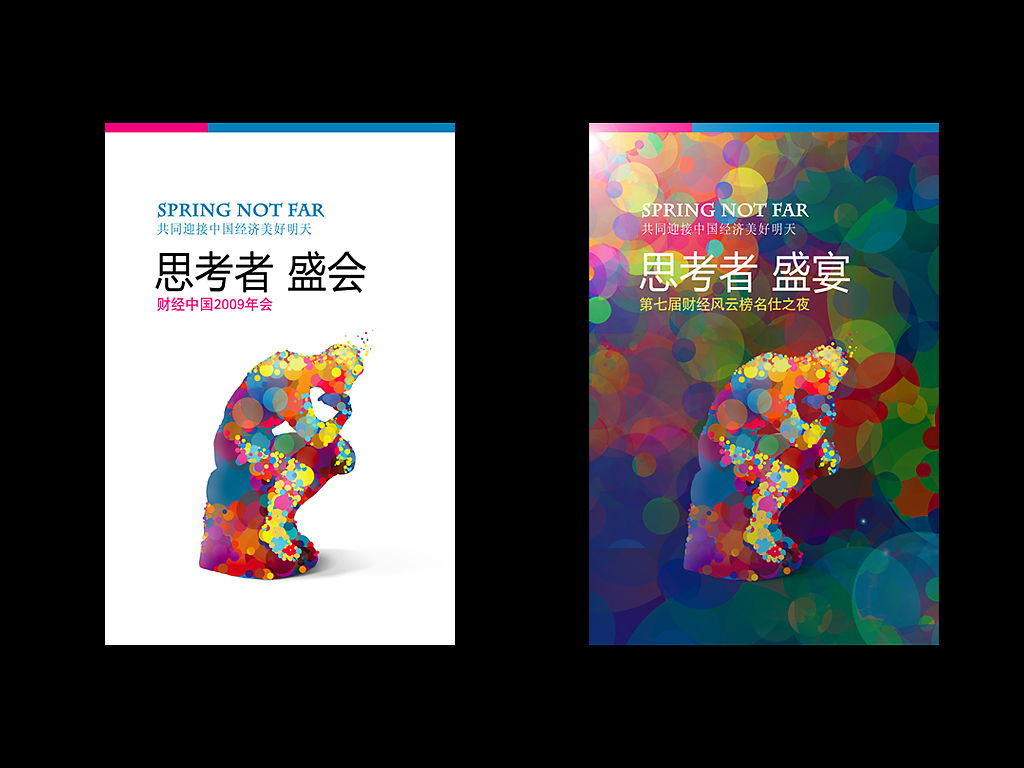 SPRING NOT FAR
共同迎接中国经济美好明天
思考者 盛会
财经中国2009年会
SPRING NOT FAR
共同迎接中国经济美好明天
思考者 盛宴
第七届财经风云榜名仕之夜